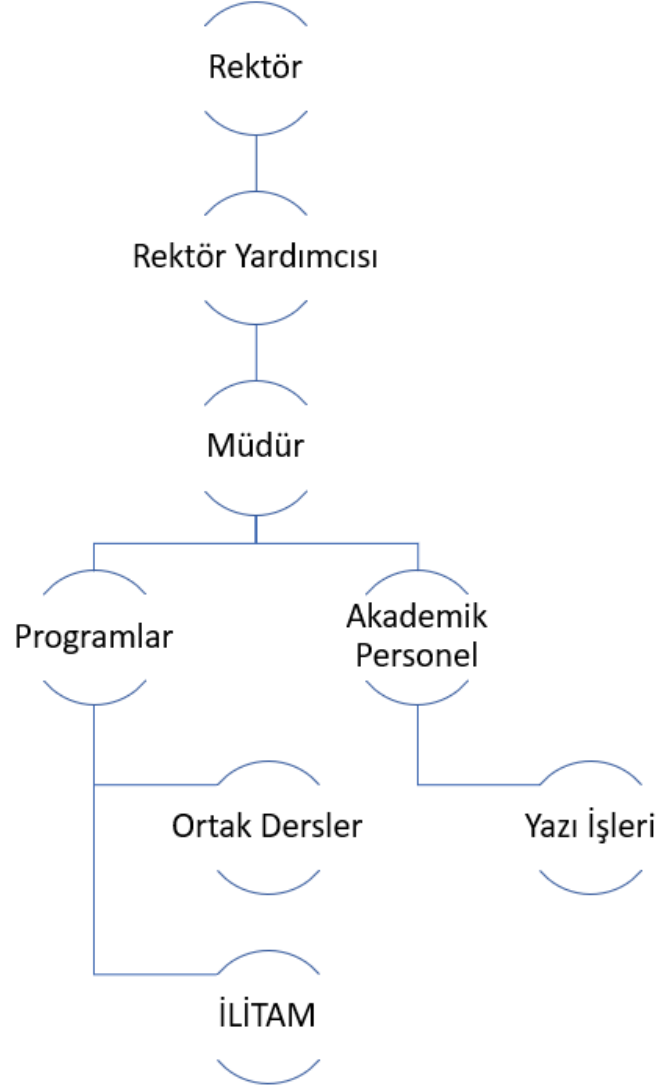 Rektör
Rektör Yardımcısı
Müdür
Programlar
Akademik
Personel
Ortak Dersler
Yazı İşleri
İLİTAM